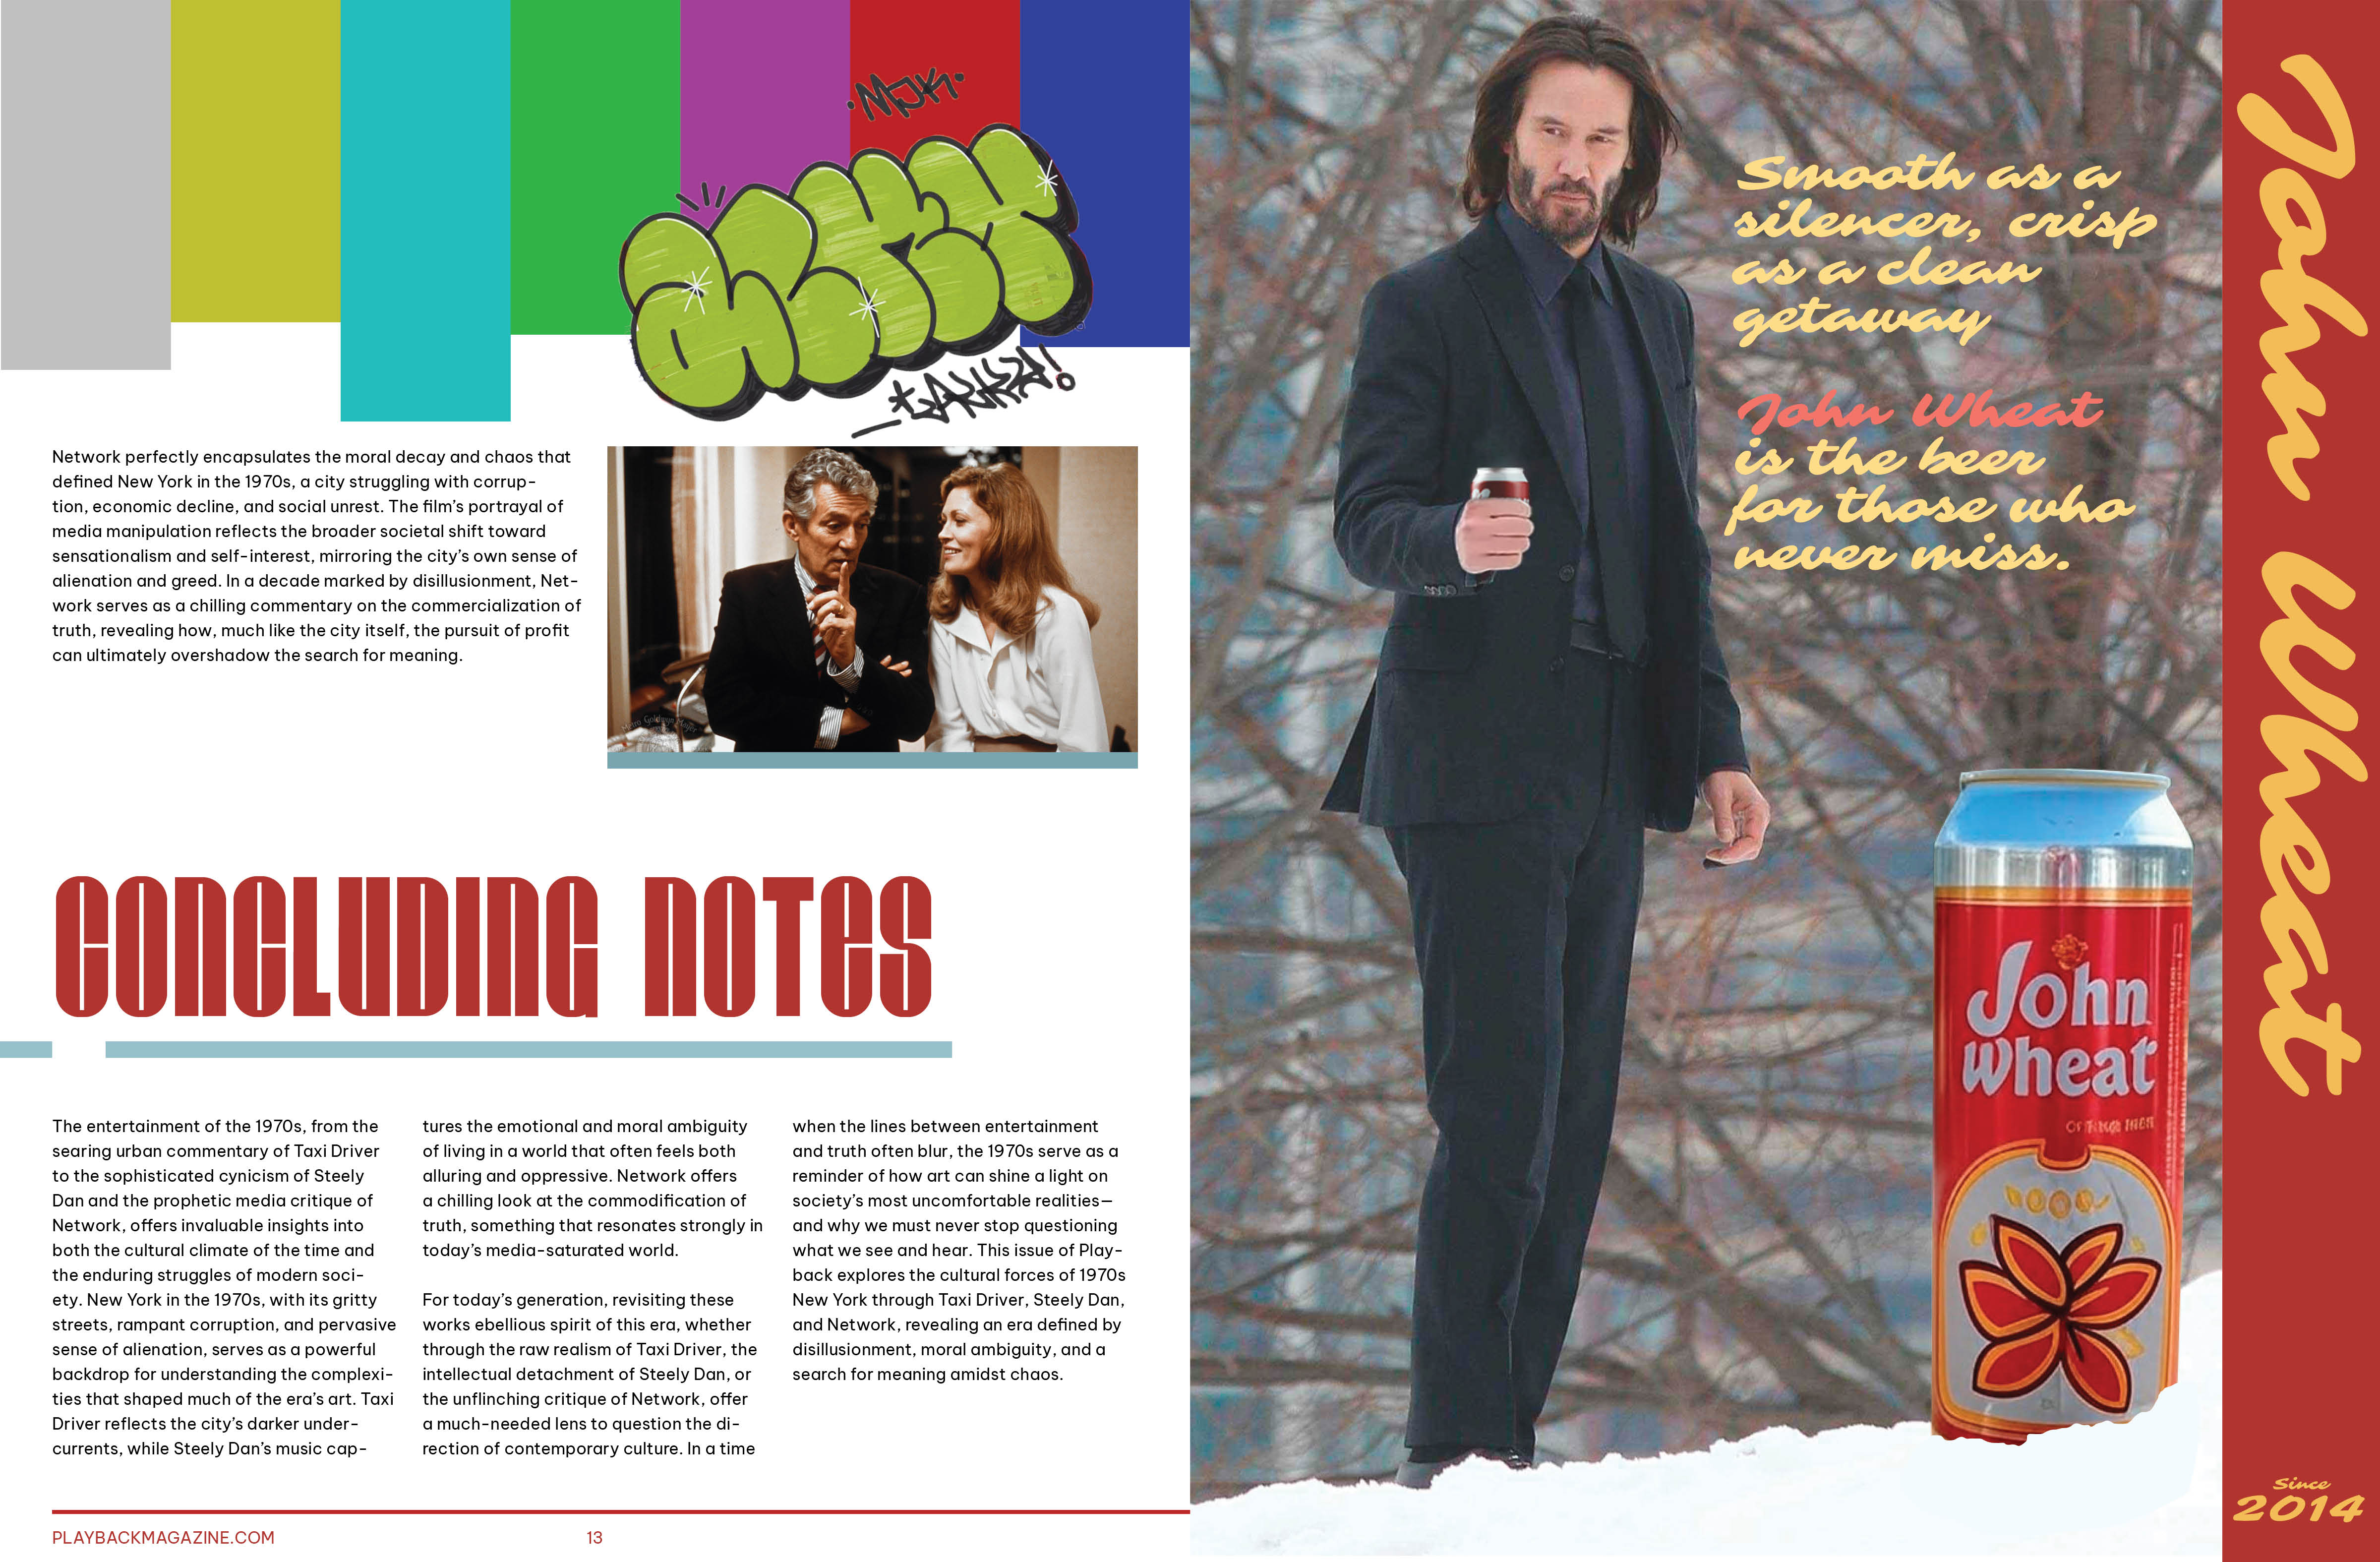 MJK
Network perfectly encapsulates the moral decay and chaos that
defined New York in the 1970s, a city struggling with corrup-
tion, economic decline, and social unrest. The film's portrayal of
media manipulation reflects the broader societal shift toward
sensationalism and self-interest, mirroring the city's own sense of
alienation and greed. In a decade marked by disillusionment, Net-
work serves as a chilling commentary on the commercialization of
truth, revealing how, much like the city itself, the pursuit of profit
can ultimately overshadow the search for meaning.
Metro Goldwyn Mayer
CONCLUDING NOTES
The entertainment of the 1970s, from the
searing urban commentary of Taxi Driver
to the sophisticated cynicism of Steely
Dan and the prophetic media critique of
Network, offers invaluable insights into
both the cultural climate of the time and
the enduring struggles of modern soci-
ety. New York in the 1970s, with its gritty
streets, rampant corruption, and pervasive
sense of alienation, serves as a powerful
backdrop for understanding the complexi-
ties that shaped much of the era's art. Taxi
Driver reflects the city's darker under-
currents, while Steely Dan's music cap-
tures the emotional and moral ambiguity
of living in a world that often feels both
alluring and oppressive. Network offers
a chilling look at the commodification of
truth, something that resonates strongly in
today's media-saturated world.
For today's generation, revisiting these
works ebellious spirit of this era, whether
through the raw realism of Taxi Driver, the
intellectual detachment of Steely Dan, or
the unflinching critique of Network, offer
a much-needed lens to question the di-
rection of contemporary culture. In a time
when the lines between entertainment
and truth often blur, the 1970s serve as a
reminder of how art can shine a light on
society's most uncomfortable realities—
and why we must never stop questioning
what we see and hear. This issue of Play-
back explores the cultural forces of 1970s
New York through Taxi Driver, Steely Dan,
and Network, revealing an era defined by
disillusionment, moral ambiguity, and a
search for meaning amidst chaos.
PLAYBACKMAGAZINE.COM
13
Smooth as a
silencer, crisp
as a clean
getaway
John Wheat
is the beer
for those who
never miss.
John
Wheat
John Wheat
Since
2014